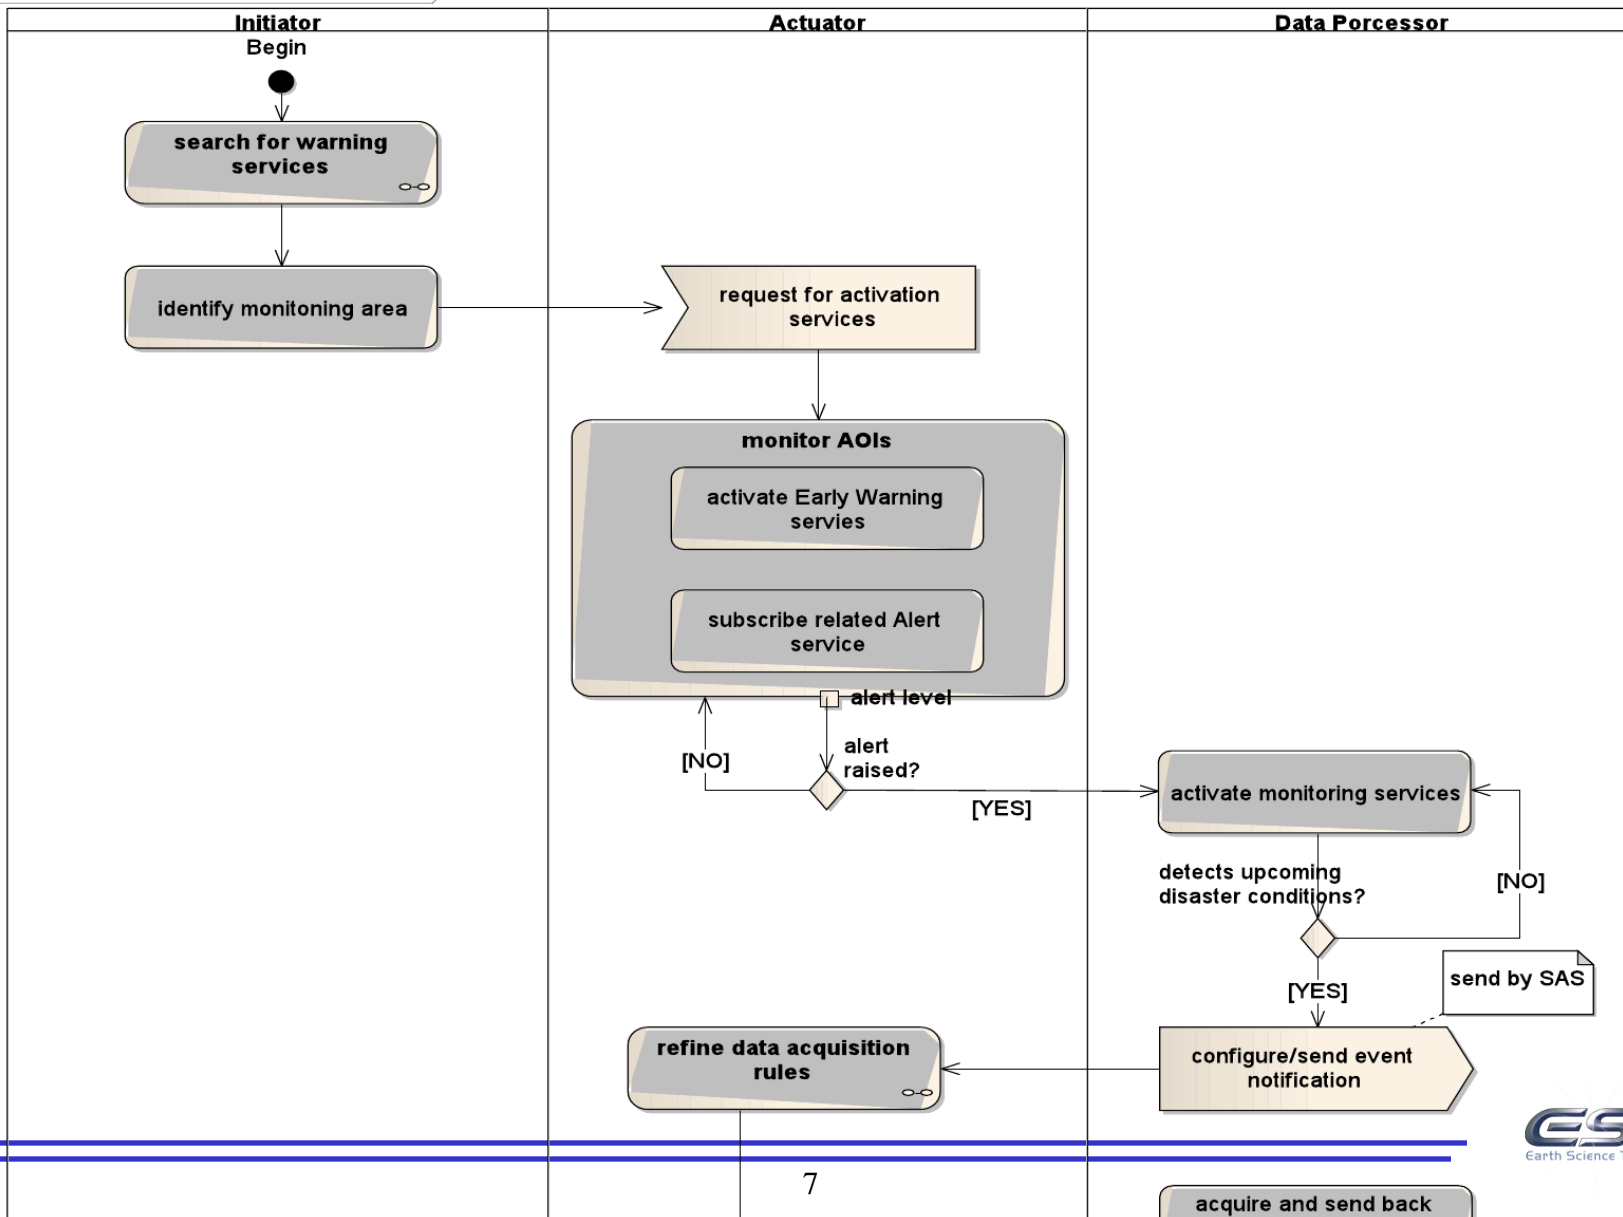 Initiator
Actuator
Data Porcessor
Begin
search for warning
services
identify monitoning area
request for activation
services
monitor AOIs
activate Early Warning
servies
subscribe related Alert
service
alert level
alert
raised?
[NO]
[YES]
activate monitoring services
detects upcoming
disaster conditions?
[NO]
[YES]
send by SAS
configure/send event
notification
refine data acquisition
rules
7
acquire and send back
Earth Science